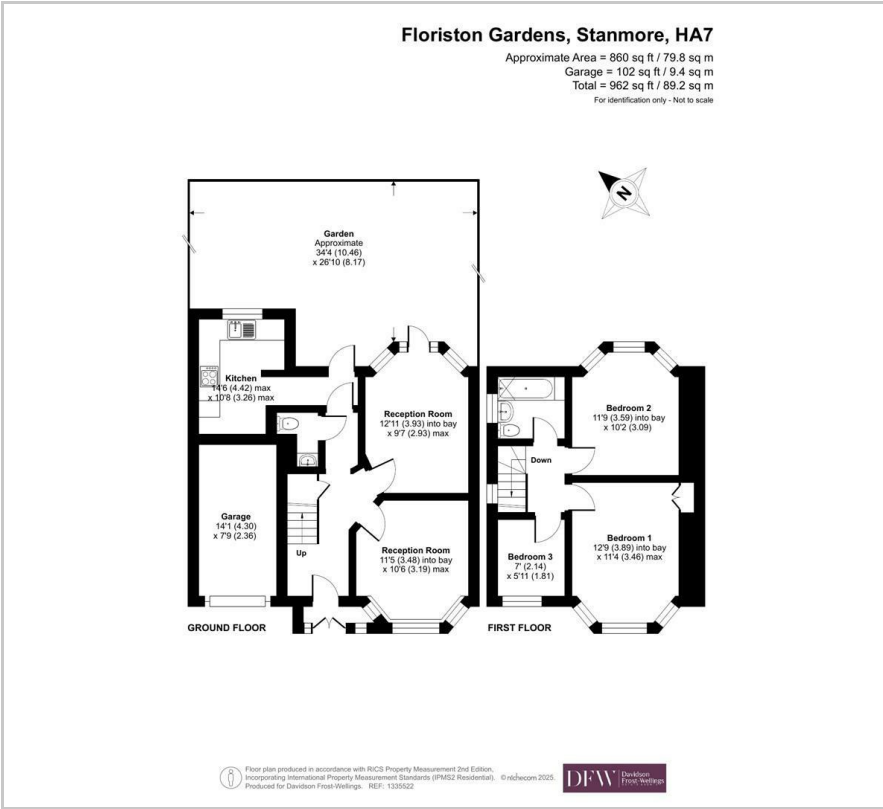 Floriston Gardens, Stanmore, HA7
Approximate Area = 860 sq ft / 79.8 sq m
Garage = 102 sq ft / 9.4 sq m
Total = 962 sq ft / 89.2 sq m
For identification only - Not to scale
N
Garden
Approximate
34'4 (10.46)
x 26'10 (8.17)
Kitchen
14'6 (4.42) max
x 10'8 (3.26) max
Reception Room
12'11 (3.93) into bay
x 9'7 (2.93) max
Garage
14'1 (4.30)
x 7'9 (2.36)
Up
Reception Room
11'5 (3.48) into bay
x 10'6 (3.19) max
GROUND FLOOR
Bedroom 2
11'9 (3.59) into bay
x 10'2 (3.09)
Down
Bedroom 1
12'9 (3.89) into bay
x 11'4 (3.46) max
Bedroom 3
7' (2.14)
x 5'11 (1.81)
FIRST FLOOR
Floor plan produced in accordance with RICS Property Measurement 2nd Edition,
Incorporating International Property Measurement Standards (IPMS2 Residential). © nichecom 2025.
Produced for Davidson Frost-Wellings. REF: 1335522
DFW
Davidson
Frost-Wellings